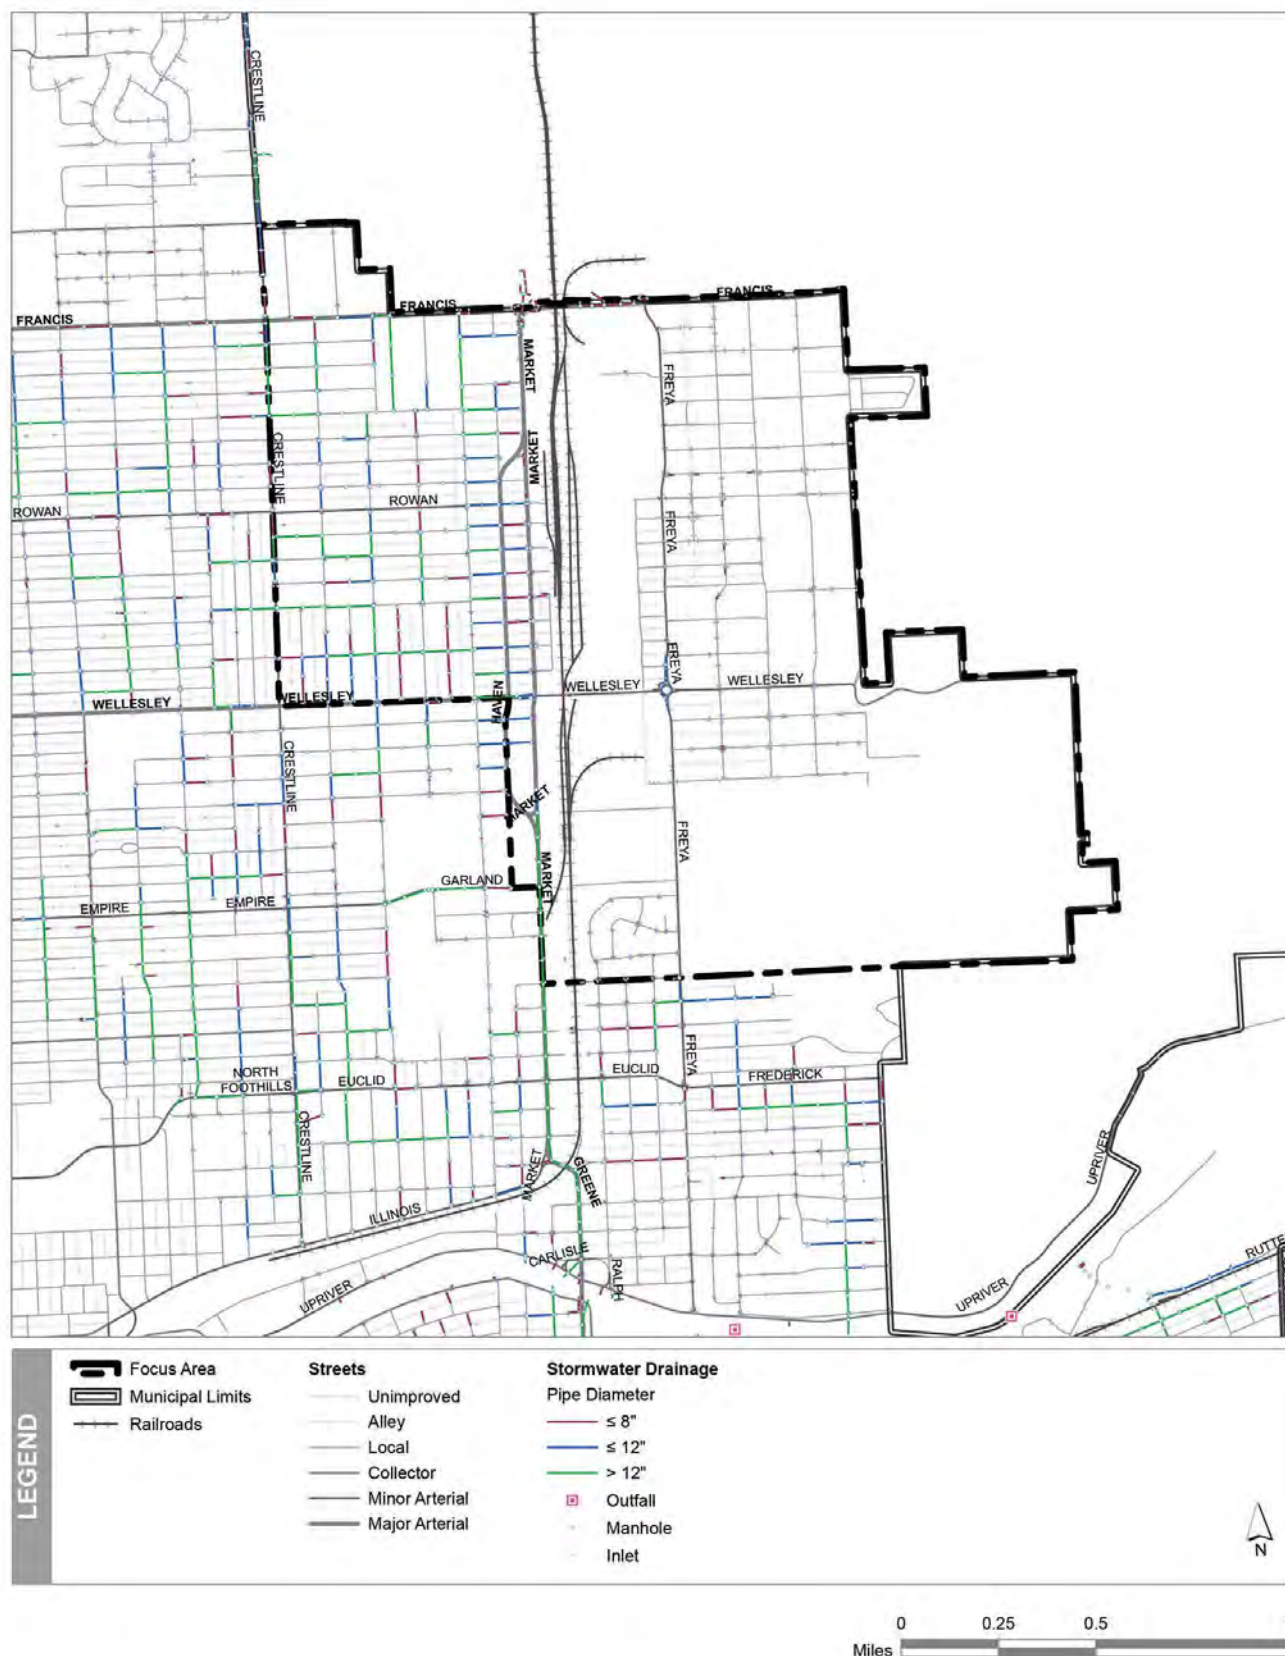 CRESTLINE
FRANCIS
FRANCIS
FRANCIS
MARKET
FREYA
MARKET
CRESTLINE
ROWAN
ROWAN
FREYA
FREYA
WELLESLEY
WELLESLEY
WELLESLEY
WELLESLEY
HAVEN
CRESTLINE
MARKET
FREYA
MARKET
GARLAND
EMPIRE
EMPIRE
FREYA
NORTH
FOOTHILLS
EUCLID
EUCLID
FREDERICK
CRESTLINE
MARKET
GREENE
UPRIVER
ILLINOIS
CARLISLE
RALPH
UPRIVER
UPRIVER
RUTTE
LEGEND
Focus Area
Municipal Limits
Railroads
Streets
Unimproved
Alley
Local
Collector
Minor Arterial
Major Arterial
Stormwater Drainage
Pipe Diameter
≤ 8"
≤ 12"
> 12"
Outfall
Manhole
Inlet
N
0 0.25 0.5
Miles